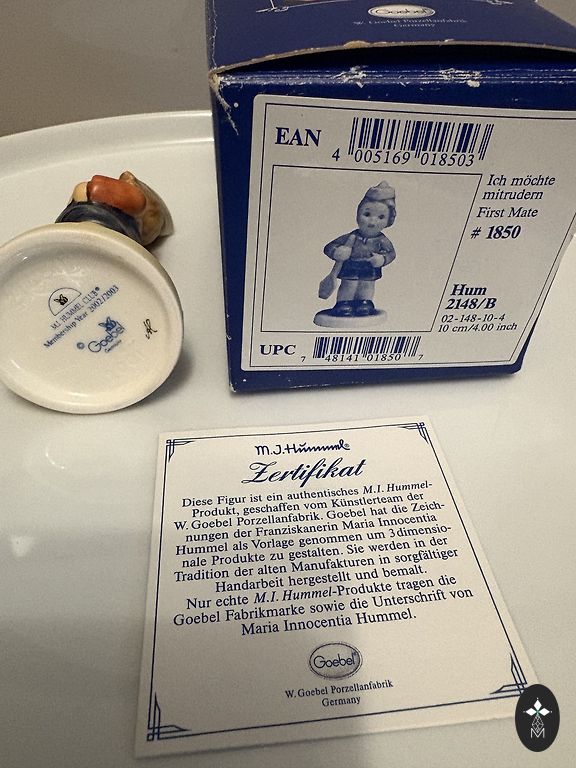 Goebel
W. Goebel Porzellanfabrik
Germany
EAN
4 005169 018503
Ich möchte
mitrudern
First Mate
# 1850
Hum
2148/B
02-148-10-4
10 cm/4.00 inch
UPC
7 48141 01850 7
M.I. HUMMEL CLUB®
Membership Year 2002/2003
© Goebel
Germany
M.J.Hummel®
Zertifikat
Diese Figur ist ein authentisches M.I. Hummel-
Produkt, geschaffen vom Künstlerteam der
W. Goebel Porzellanfabrik. Goebel hat die Zeich-
nungen der Franziskanerin Maria Innocentia
Hummel als Vorlage genommen um 3dimensio-
nale Produkte zu gestalten. Sie werden in der
Tradition der alten Manufakturen in sorgfältiger
Handarbeit hergestellt und bemalt.
Nur echte M.I. Hummel-Produkte tragen die
Goebel Fabrikmarke sowie die Unterschrift von
Maria Innocentia Hummel.
Goebel
W. Goebel Porzellanfabrik
Germany
M